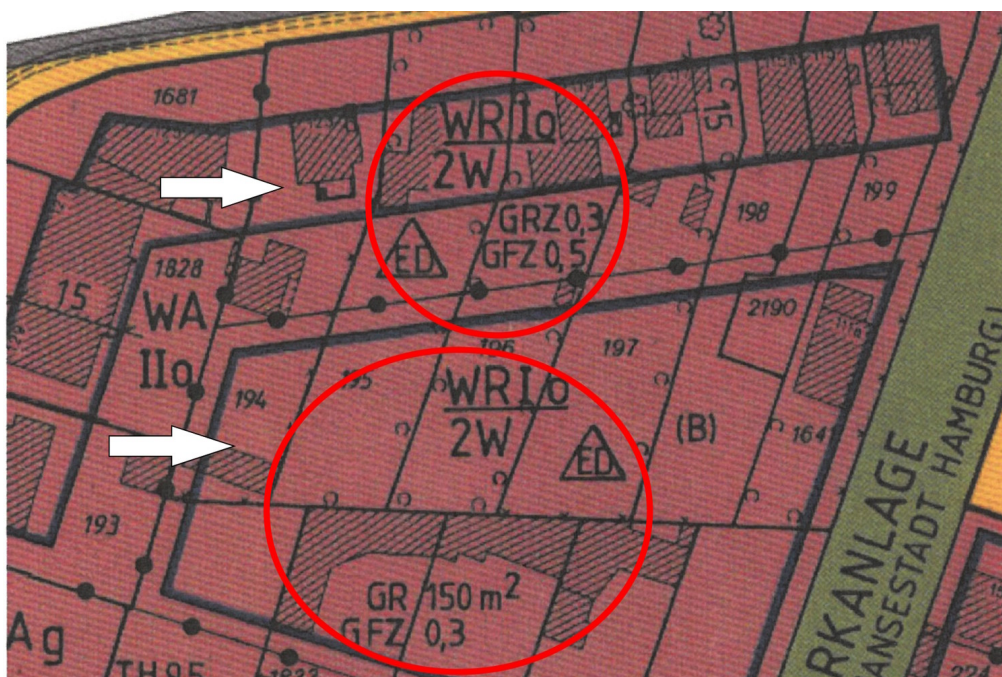 1681
WR I o
2W
15
GRZ 0,3
GFZ 0,5
ED
198
199
1828
WA
II o
15
2190
196
197
195
194
WR I o
2W
ED
(B)
1641
111a
193
GR 150 m²
GFZ 0,3
Ag
RKANLAGE
ANSESTADT HAMBURG